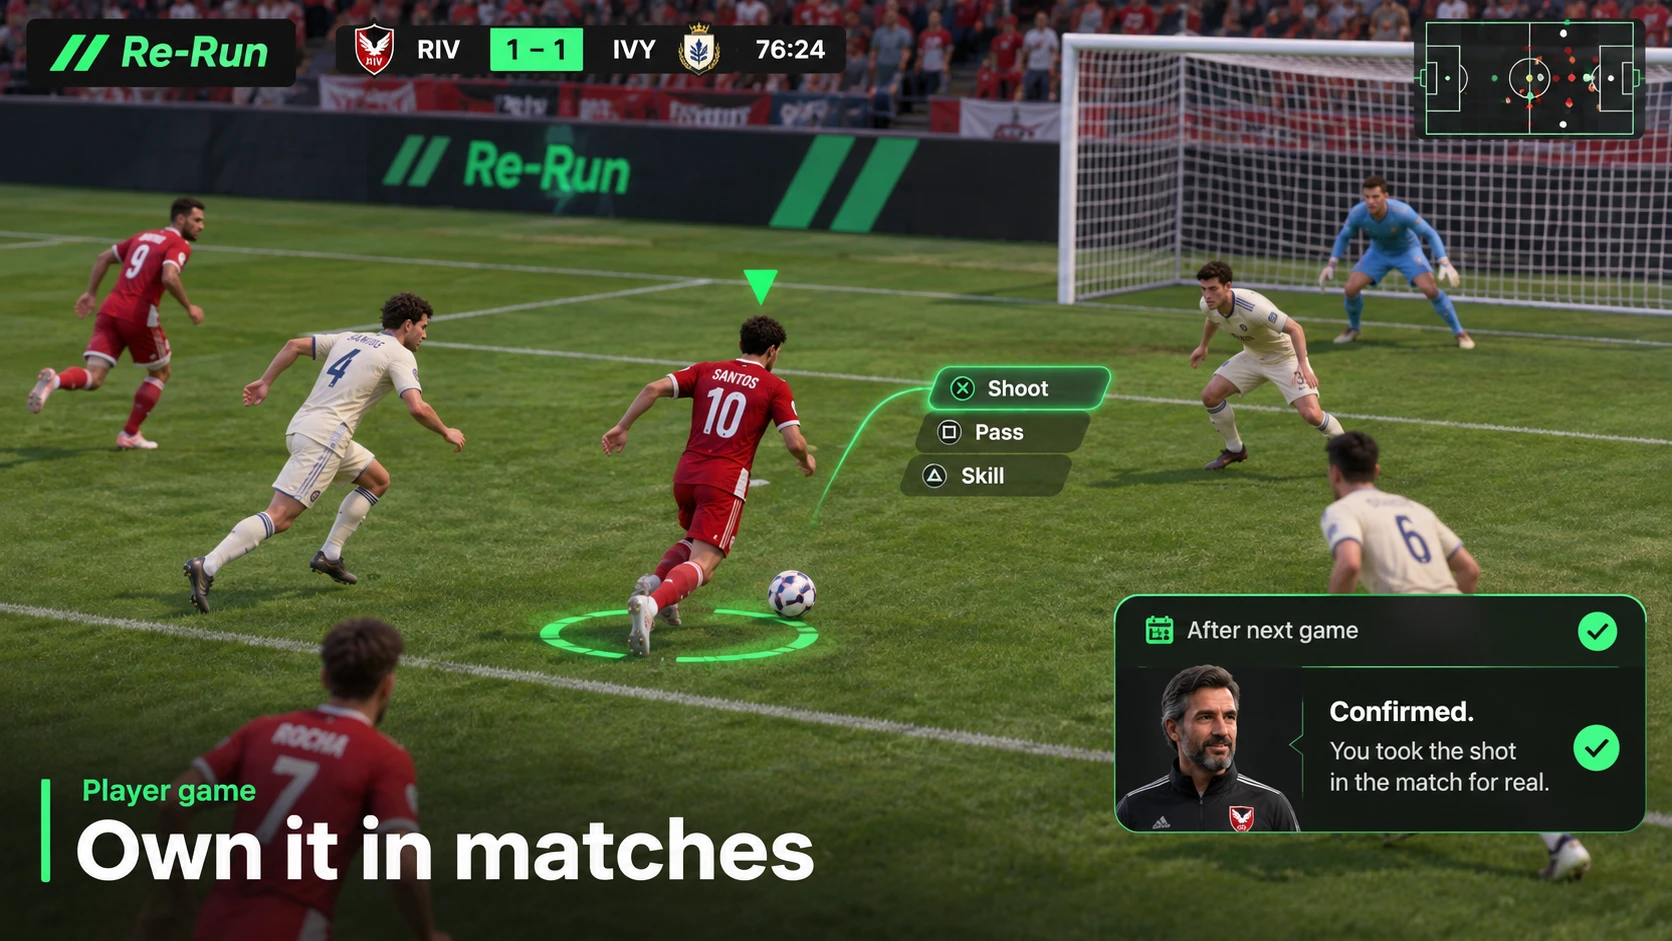 Re-Run
RIV 1 - 1 IVY 76:24
Re-Run
9
4
SANTOS
10
Shoot
Pass
Skill
6
After next game
Confirmed.
You took the shot
in the match for real.
ROCHA
7
Player game
Own it in matches